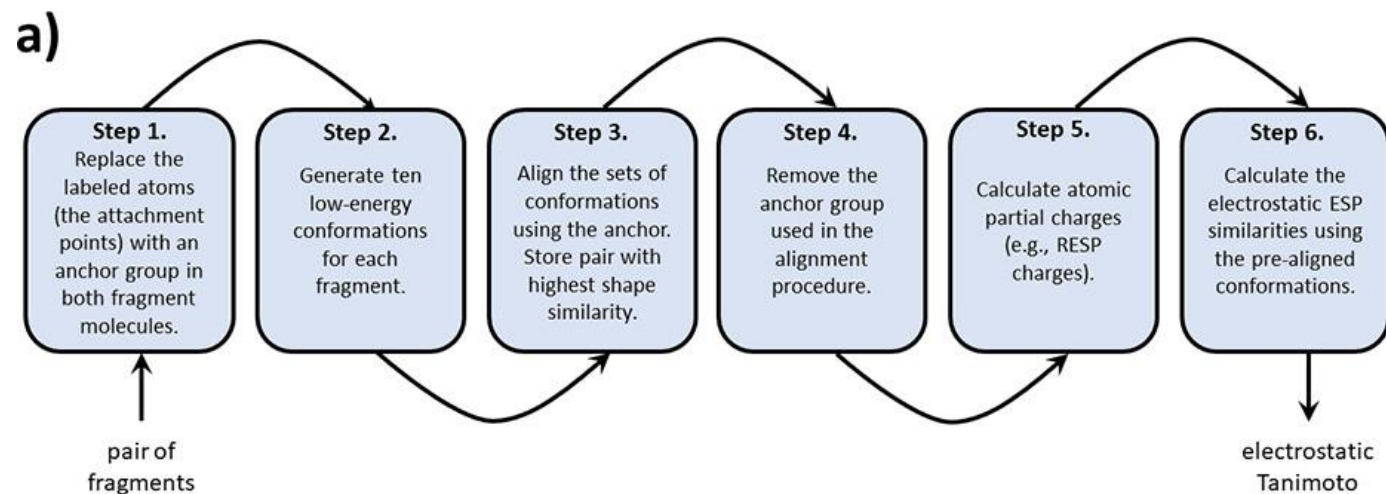 a)
Step 1.
Replace the
labeled atoms
(the attachment
points) with an
anchor group in
both fragment
molecules.
Step 2.
Generate ten
low-energy
conformations
for each
fragment.
Step 3.
Align the sets of
conformations
using the anchor.
Store pair with
highest shape
similarity.
Step 4.
Remove the
anchor group
used in the
alignment
procedure.
Step 5.
Calculate atomic
partial charges
(e.g., RESP
charges).
Step 6.
Calculate the
electrostatic ESP
similarities using
the pre-aligned
conformations.
pair of
fragments
electrostatic
Tanimoto